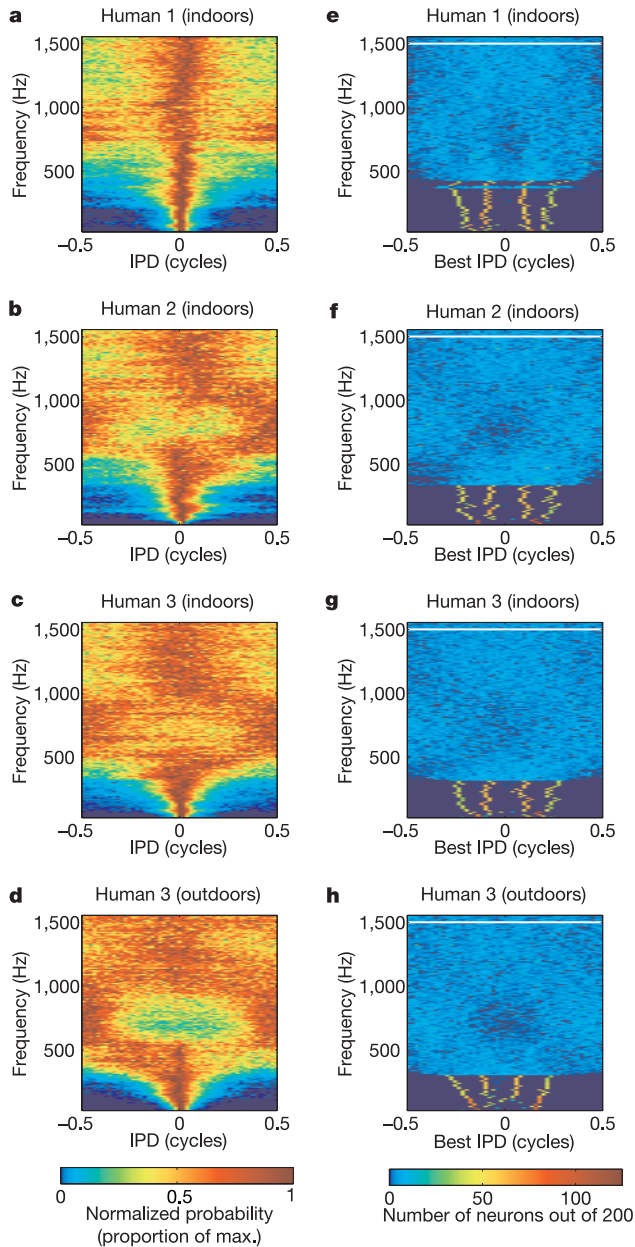 a Human 1 (indoors)
1,500
1,000
500
Frequency (Hz)
–0.5 0 0.5
IPD (cycles)
e Human 1 (indoors)
1,500
1,000
500
Frequency (Hz)
–0.5 0 0.5
Best IPD (cycles)
b Human 2 (indoors)
1,500
1,000
500
Frequency (Hz)
–0.5 0 0.5
IPD (cycles)
f Human 2 (indoors)
1,500
1,000
500
Frequency (Hz)
–0.5 0 0.5
Best IPD (cycles)
c Human 3 (indoors)
1,500
1,000
500
Frequency (Hz)
–0.5 0 0.5
IPD (cycles)
g Human 3 (indoors)
1,500
1,000
500
Frequency (Hz)
–0.5 0 0.5
Best IPD (cycles)
d Human 3 (outdoors)
1,500
1,000
500
Frequency (Hz)
–0.5 0 0.5
IPD (cycles)
h Human 3 (outdoors)
1,500
1,000
500
Frequency (Hz)
–0.5 0 0.5
Best IPD (cycles)
0 0.5 1
Normalized probability
(proportion of max.)
0 50 100
Number of neurons out of 200